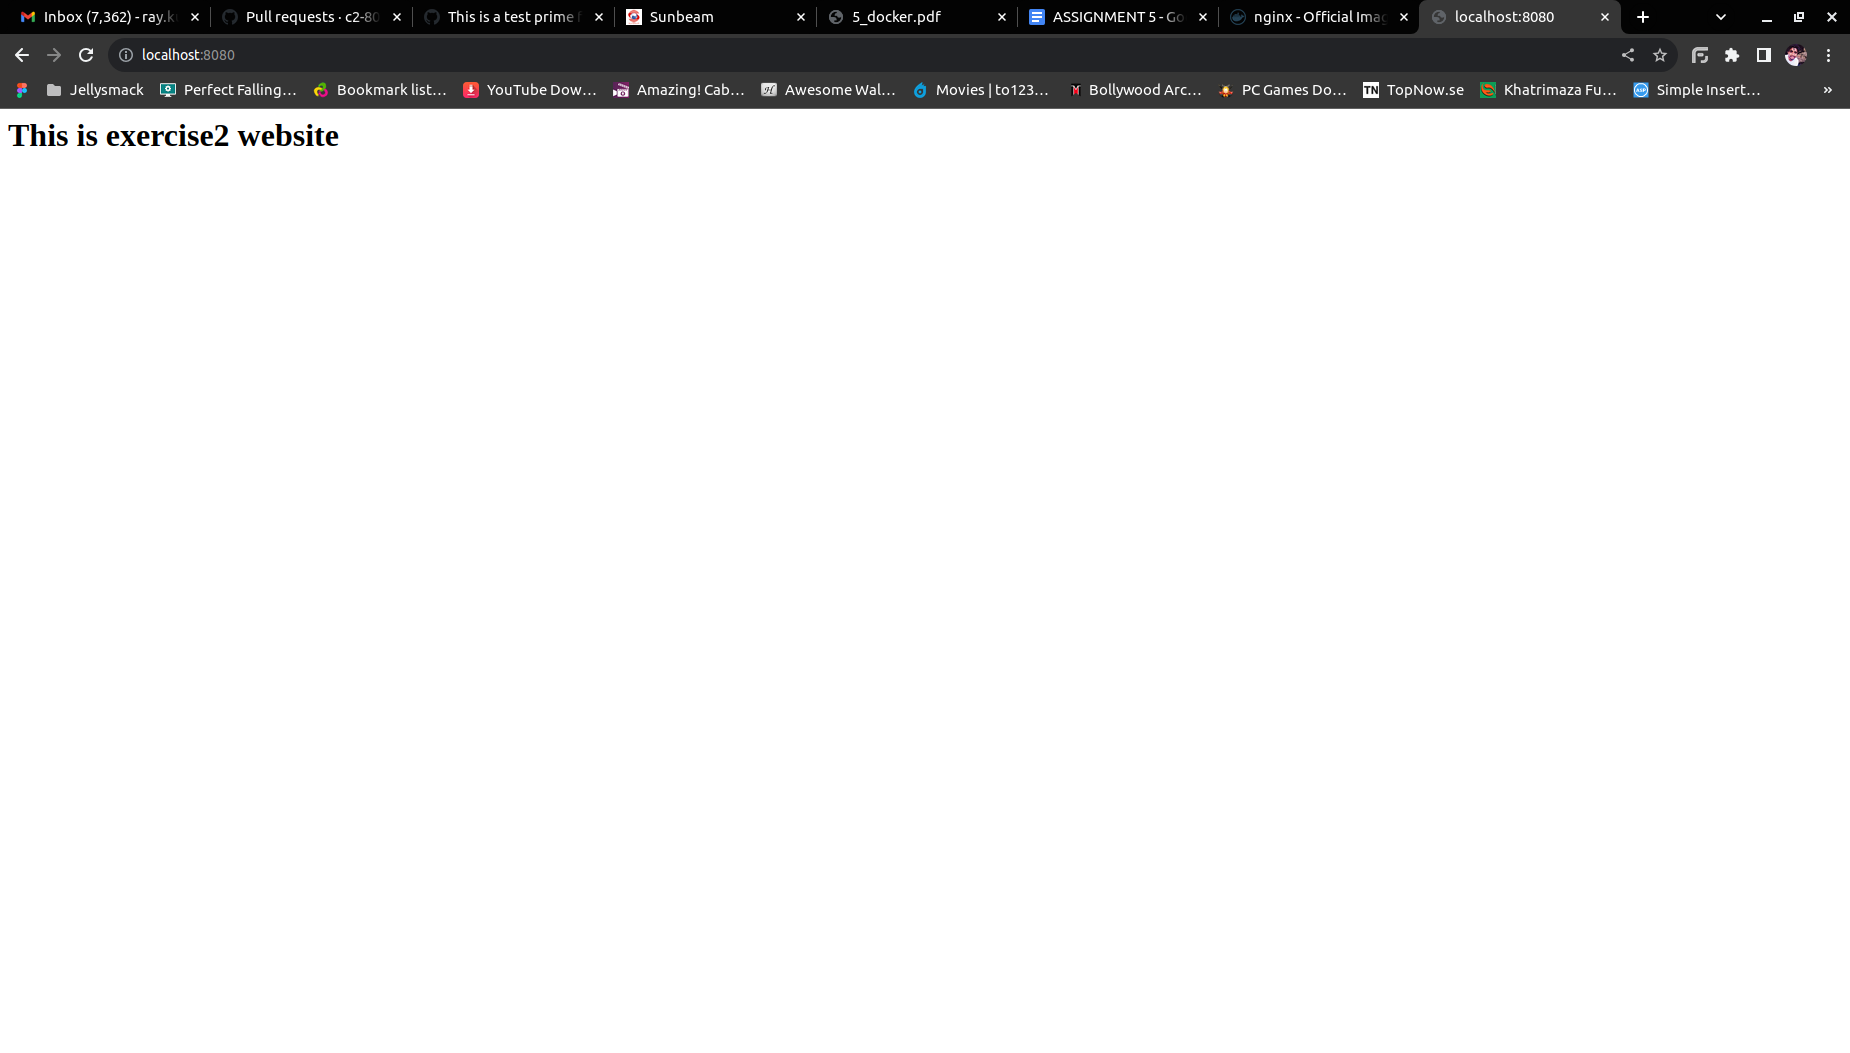 Inbox (7,362) - ray.k
Pull requests · c2-80
This is a test prime f
Sunbeam
5_docker.pdf
ASSIGNMENT 5 - Go
nginx - Official Imag
localhost:8080
localhost:8080
Jellysmack
Perfect Falling...
Bookmark list...
YouTube Dow...
Amazing! Cab...
Awesome Wal...
Movies | to123...
Bollywood Arc...
PC Games Do...
TN TopNow.se
Khatrimaza Fu...
Simple Insert...
»
This is exercise2 website